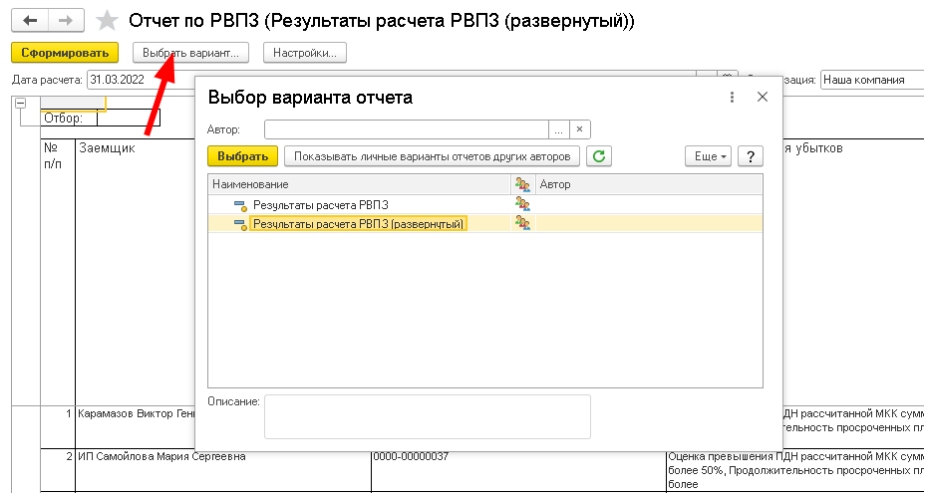 Отчет по РВПЗ (Результаты расчета РВПЗ (развернутый))
Сформировать Выбрать вариант... Настройки...
Дата расчета: 31.03.2022 зация: Наша компания
Выбор варианта отчета
Отбор:
Автор:
№ п/п Заемщик я убытков
Выбрать Показывать личные варианты отчетов других авторов Еще ?
Наименование Автор
Результаты расчета РВПЗ
Результаты расчета РВПЗ (развернутый)
Описание:
1 Карамазов Виктор Ген ПДН рассчитанной МКК сумм
тельность просроченных пл
2 ИП Самойлова Мария Сергеевна 0000-00000037 Оценка превышения ПДН рассчитанной МКК сумм
более 50%, Продолжительность просроченных пл
более